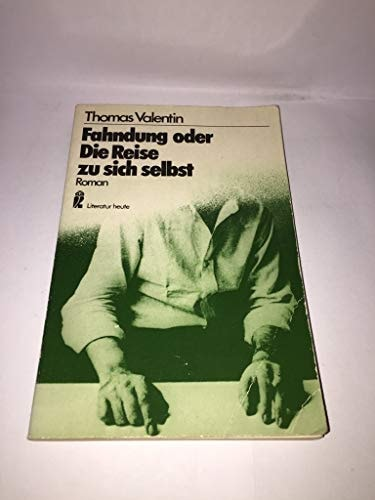 Thomas Valentin
Fahndung oder
Die Reise
zu sich selbst
Roman
Literatur heute